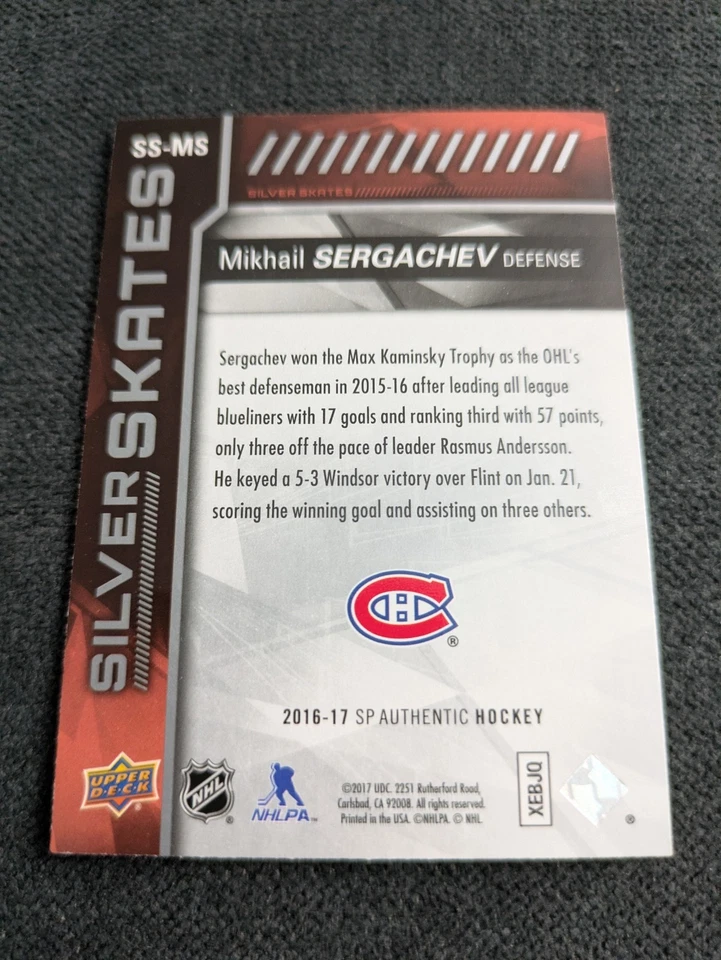 SS-MS
SILVER SKATES
SILVER SKATES
Mikhail SERGACHEV DEFENSE
Sergachev won the Max Kaminsky Trophy as the OHL's
best defenseman in 2015-16 after leading all league
blueliners with 17 goals and ranking third with 57 points,
only three off the pace of leader Rasmus Andersson.
He keyed a 5-3 Windsor victory over Flint on Jan. 21,
scoring the winning goal and assisting on three others.
CH
®
2016-17 SP AUTHENTIC HOCKEY
UPPER
DECK
®
NHL
®
NHLPA™
©2017 UDC. 2251 Rutherford Road,
Carlsbad, CA 92008. All rights reserved.
Printed in the USA. ©NHLPA. © NHL
XEBJQ
®